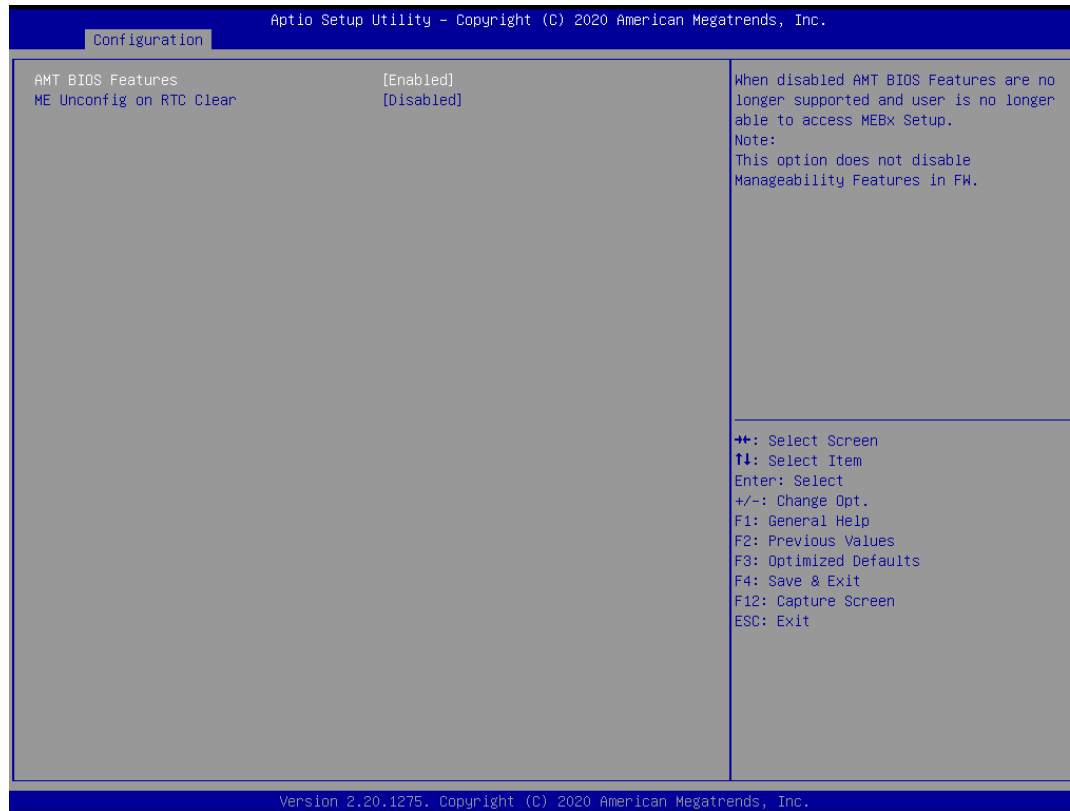 Aptio Setup Utility – Copyright (C) 2020 American Megatrends, Inc.
Configuration
AMT BIOS Features [Enabled]
ME Unconfig on RTC Clear [Disabled]
When disabled AMT BIOS Features are no
longer supported and user is no longer
able to access MEBx Setup.
Note:
This option does not disable
Manageability Features in FW.
→←: Select Screen
↑↓: Select Item
Enter: Select
+/-: Change Opt.
F1: General Help
F2: Previous Values
F3: Optimized Defaults
F4: Save & Exit
F12: Capture Screen
ESC: Exit
Version 2.20.1275. Copyright (C) 2020 American Megatrends, Inc.